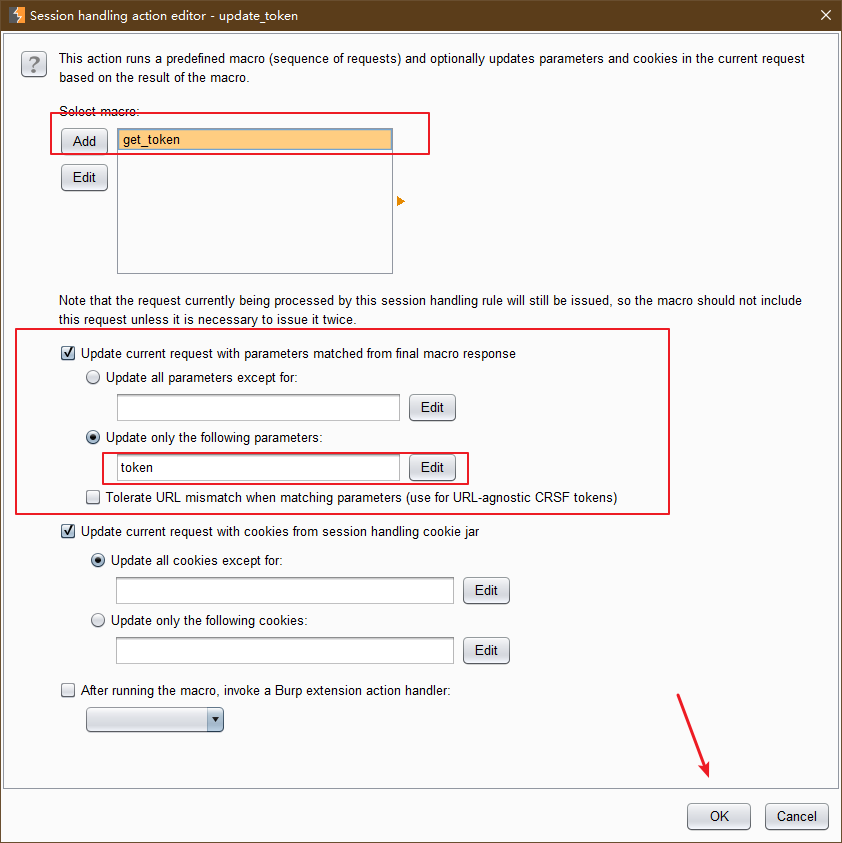 Session handling action editor - update_token
?
This action runs a predefined macro (sequence of requests) and optionally updates parameters and cookies in the current request
based on the result of the macro.
Select macro:
Add
get_token
Edit
Note that the request currently being processed by this session handling rule will still be issued, so the macro should not include
this request unless it is necessary to issue it twice.
Update current request with parameters matched from final macro response
Update all parameters except for:
Edit
Update only the following parameters:
token
Edit
Tolerate URL mismatch when matching parameters (use for URL-agnostic CRSF tokens)
Update current request with cookies from session handling cookie jar
Update all cookies except for:
Edit
Update only the following cookies:
Edit
After running the macro, invoke a Burp extension action handler:
OK
Cancel